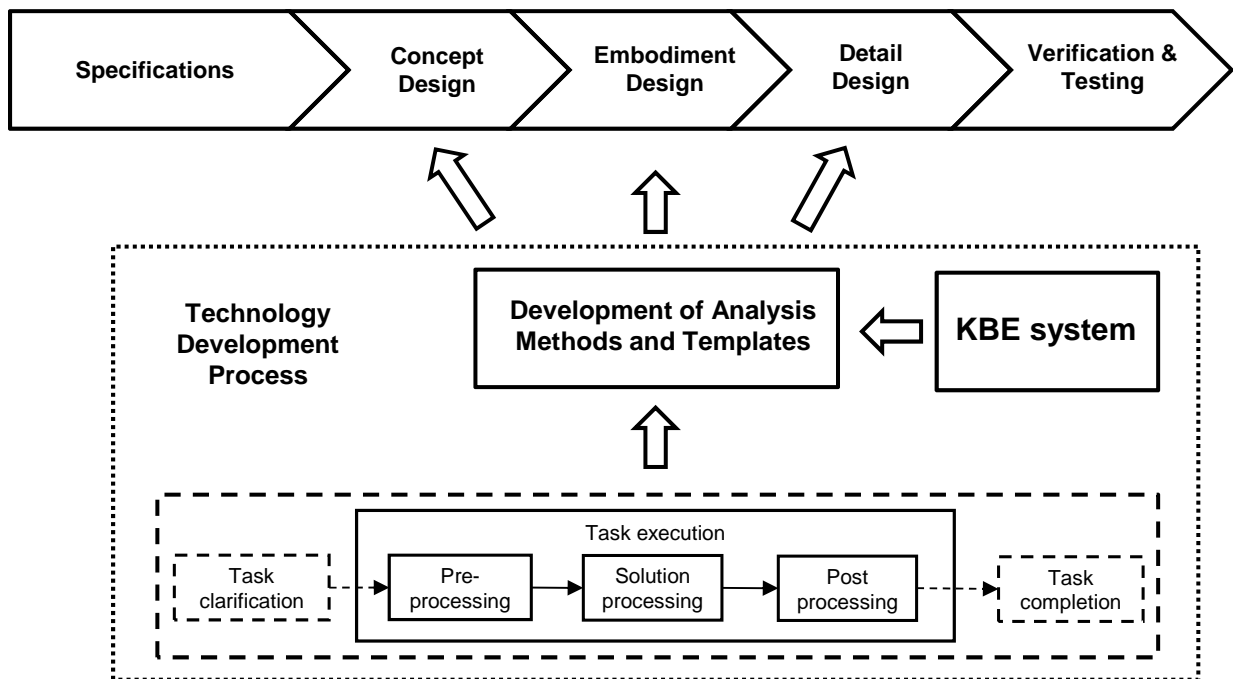 Specifications
Concept
Design
Embodiment
Design
Detail
Design
Verification &
Testing
Technology
Development
Process
Development of Analysis
Methods and Templates
KBE system
Task execution
Task
clarification
Pre-
processing
Solution
processing
Post
processing
Task
completion